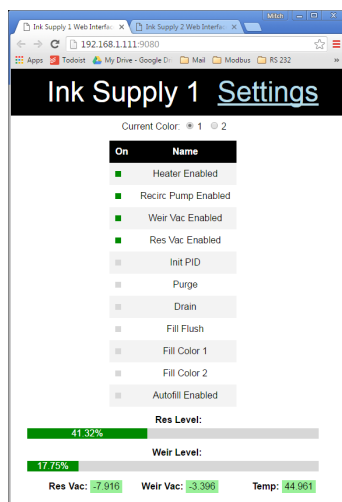 Mitch
Ink Supply 1 Web Interfac
Ink Supply 2 Web Interfac
192.168.1.111:9080
Apps Todoist My Drive - Google Dri Mail Modbus RS 232 »
Ink Supply 1 Settings
Current Color: 1 2
On Name
Heater Enabled
Recirc Pump Enabled
Weir Vac Enabled
Res Vac Enabled
Init PID
Purge
Drain
Fill Flush
Fill Color 1
Fill Color 2
Autofill Enabled
Res Level:
41.32%
Weir Level:
17.75%
Res Vac: -7.916 Weir Vac: -3.396 Temp: 44.961